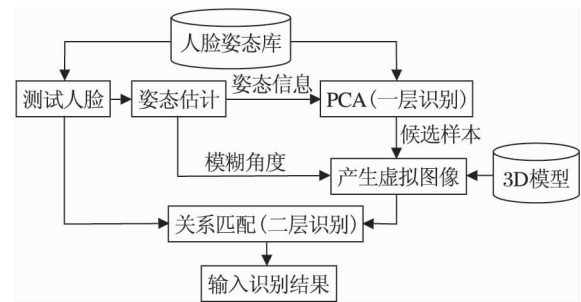 人脸姿态库
测试人脸
姿态估计
姿态信息
PCA(一层识别)
候选样本
模糊角度
产生虚拟图像
3D模型
关系匹配(二层识别)
输入识别结果